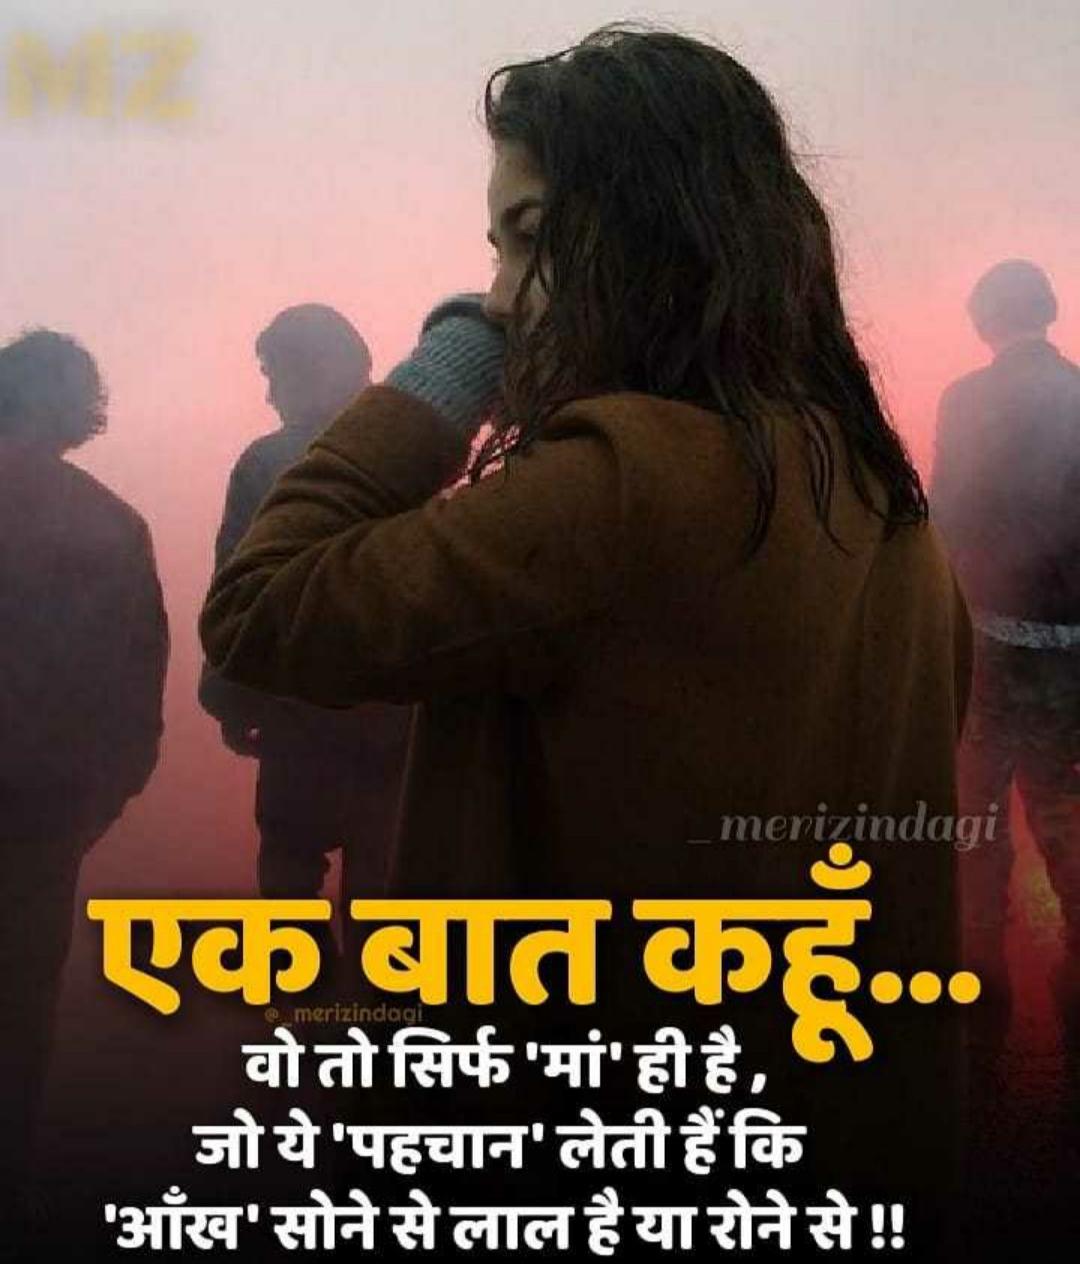 MZ
_merizindagi
एक बात कहूँ...
@_merizindagi
वो तो सिर्फ 'मां' ही है ,
जो ये 'पहचान' लेती हैं कि
'आँख' सोने से लाल है या रोने से !!